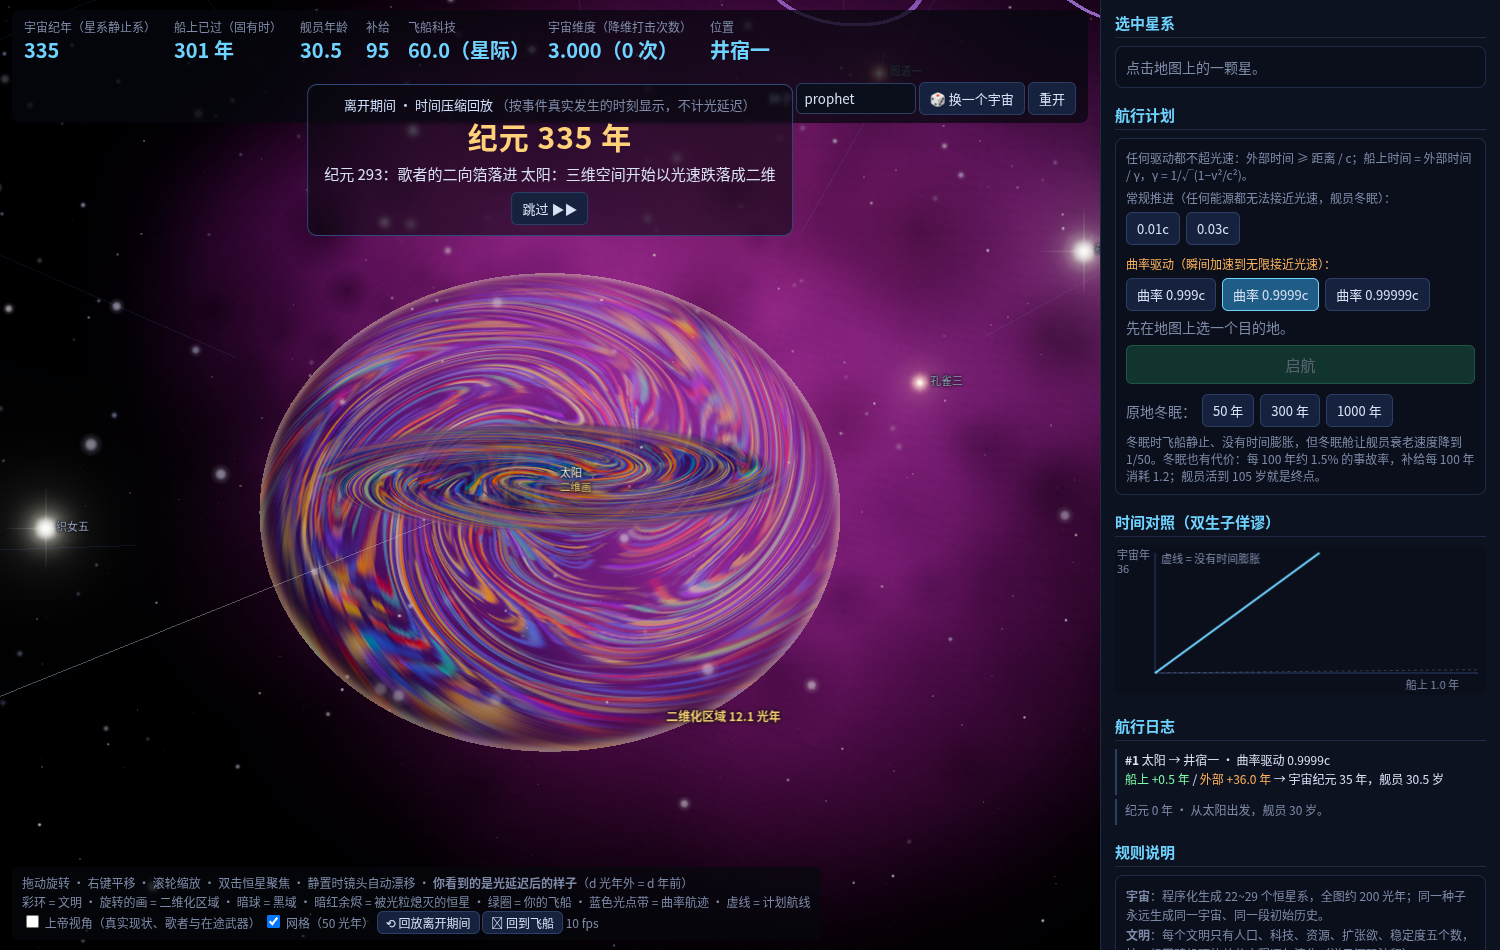 宇宙纪年（星系静止系）
335
船上已过（固有时）
301 年
舰员年龄
30.5
补给
95
飞船科技
60.0（星际）
宇宙维度（降维打击次数）
3.000（0 次）
位置
井宿一
prophet
🎲 换一个宇宙
重开
离开期间 · 时间压缩回放 （按事件真实发生的时刻显示，不计光延迟）
纪元 335 年
纪元 293：歌者的二向箔落进 太阳：三维空间开始以光速跌落成二维
跳过 ▶▶
孔雀三
太阳
二维画
织女五
二维化区域 12.1 光年
拖动旋转 · 右键平移 · 滚轮缩放 · 双击恒星聚焦 · 静置时镜头自动漂移 · 你看到的是光延迟后的样子（d 光年外 = d 年前）
彩环 = 文明 · 旋转的画 = 二维化区域 · 暗球 = 黑域 · 暗红余烬 = 被光粒熄灭的恒星 · 绿圈 = 你的飞船 · 蓝色光点带 = 曲率航迹 · 虚线 = 计划航线
上帝视角（真实现状、歌者与在途武器）
网格（50 光年）
⟲ 回放离开期间
回到飞船
10 fps
选中星系
点击地图上的一颗星。
航行计划
任何驱动都不超光速：外部时间 ⩾ 距离 / c；船上时间 = 外部时间
/ γ，γ = 1/√(1−v²/c²)。
常规推进（任何能源都无法接近光速，舰员冬眠）：
0.01c
0.03c
曲率驱动（瞬间加速到无限接近光速）：
曲率 0.999c
曲率 0.9999c
曲率 0.99999c
先在地图上选一个目的地。
启航
原地冬眠：
50 年
300 年
1000 年
冬眠时飞船静止、没有时间膨胀，但冬眠舱让舰员衰老速度降到
1/50。冬眠也有代价：每 100 年约 1.5% 的事故率，补给每 100 年
消耗 1.2；舰员活到 105 岁就是终点。
时间对照（双生子佯谬）
宇宙年
36
虚线 = 没有时间膨胀
船上 1.0 年
航行日志
#1 太阳 → 井宿一 · 曲率驱动 0.9999c
船上 +0.5 年 / 外部 +36.0 年 → 宇宙纪元 35 年，舰员 30.5 岁
纪元 0 年 · 从太阳出发，舰员 30 岁。
规则说明
宇宙：程序化生成 22~29 个恒星系，全图约 200 光年；同一种子
永远生成同一宇宙、同一段初始历史。
文明：每个文明只有人口、科技、资源、扩张欲、稳定度五个数，